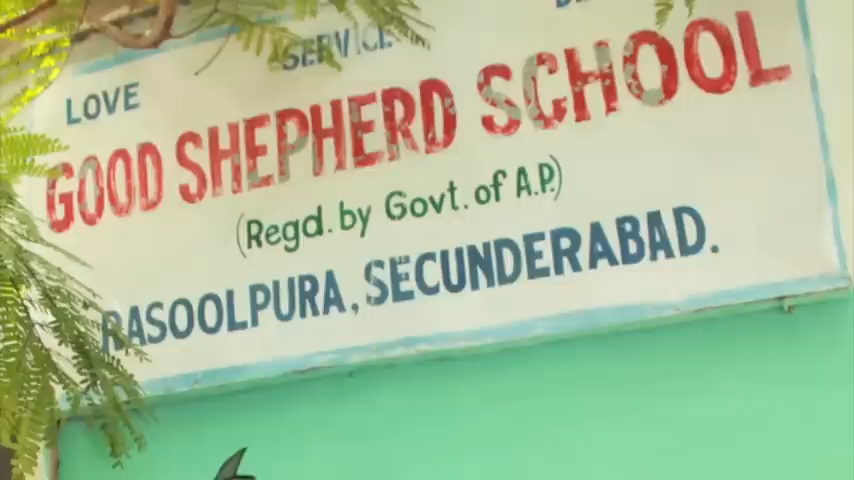 LOVE SERVICE
GOOD SHEPHERD SCHOOL
(Regd. by Govt. of A.P.)
RASOOLPURA, SECUNDERABAD.